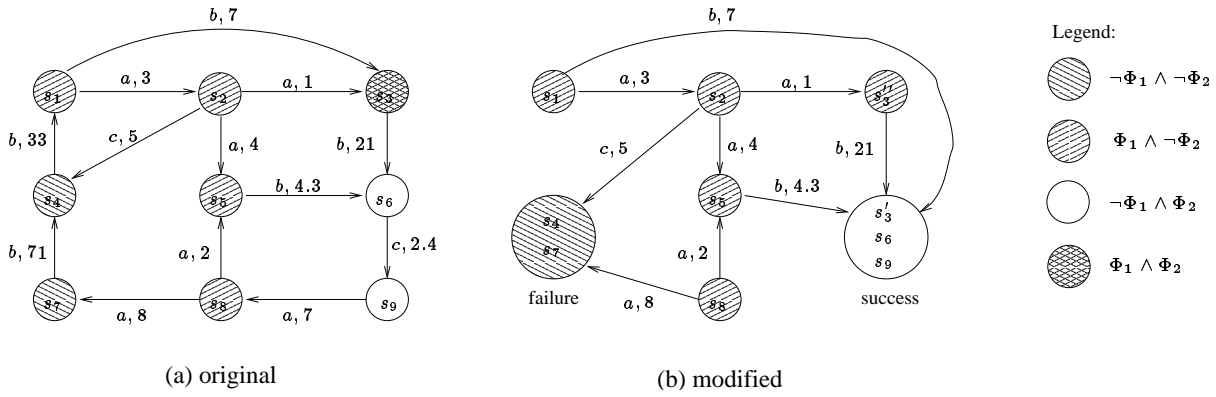 b, 7
a, 3
a, 1
s1
s2
s3
b, 33
c, 5
a, 4
b, 21
s4
s5
b, 4.3
s6
b, 71
a, 2
c, 2.4
s7
a, 8
s8
a, 7
s9
(a) original
b, 7
a, 3
a, 1
s1
s2
s3''
c, 5
a, 4
b, 21
s5
b, 4.3
s4
s7
s3'
s6
s9
a, 2
failure
a, 8
s8
success
(b) modified
Legend:
¬Φ1 ∧ ¬Φ2
Φ1 ∧ ¬Φ2
¬Φ1 ∧ Φ2
Φ1 ∧ Φ2